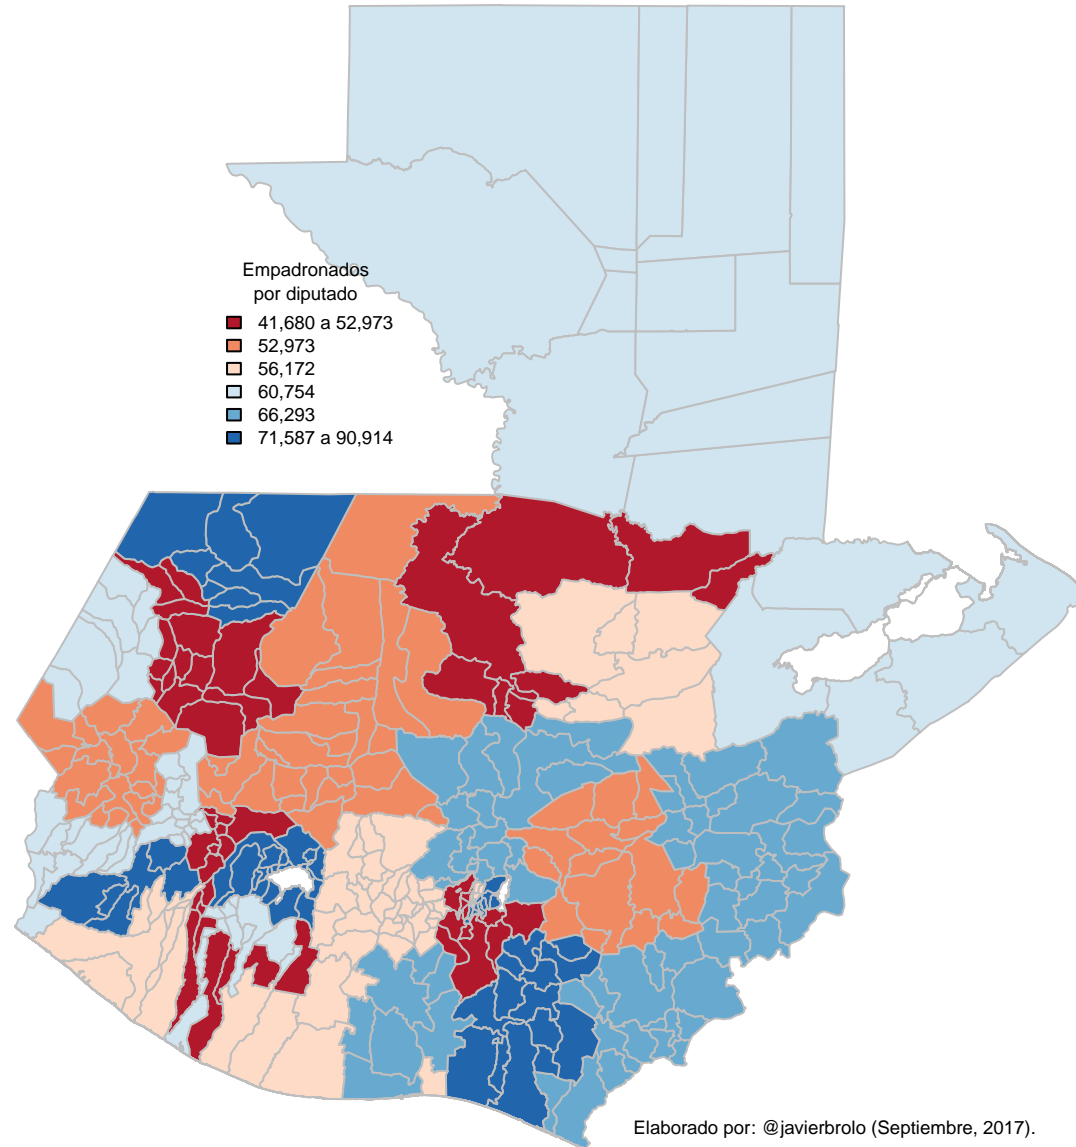 Empadronados
por diputado
41,680 a 52,973
52,973
56,172
60,754
66,293
71,587 a 90,914
Elaborado por: @javierbrolo (Septiembre, 2017).